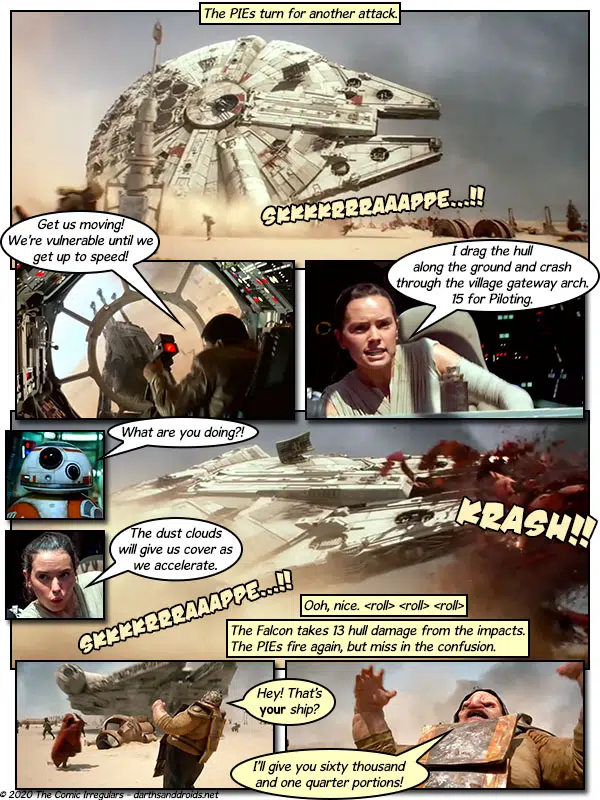 The PIEs turn for another attack.
SKKKKRRRAAAPPE...!!
Get us moving!
We're vulnerable until we
get up to speed!
I drag the hull
along the ground and crash
through the village gateway arch.
15 for Piloting.
What are you doing?!
KRASH!!
The dust clouds
will give us cover as
we accelerate.
SKKKKRRRAAAPPE...!!
Ooh, nice. <roll> <roll> <roll>
The Falcon takes 13 hull damage from the impacts.
The PIEs fire again, but miss in the confusion.
Hey! That's
your ship?
I'll give you sixty thousand
and one quarter portions!
© 2020 The Comic Irregulars – darthsanddroids.net